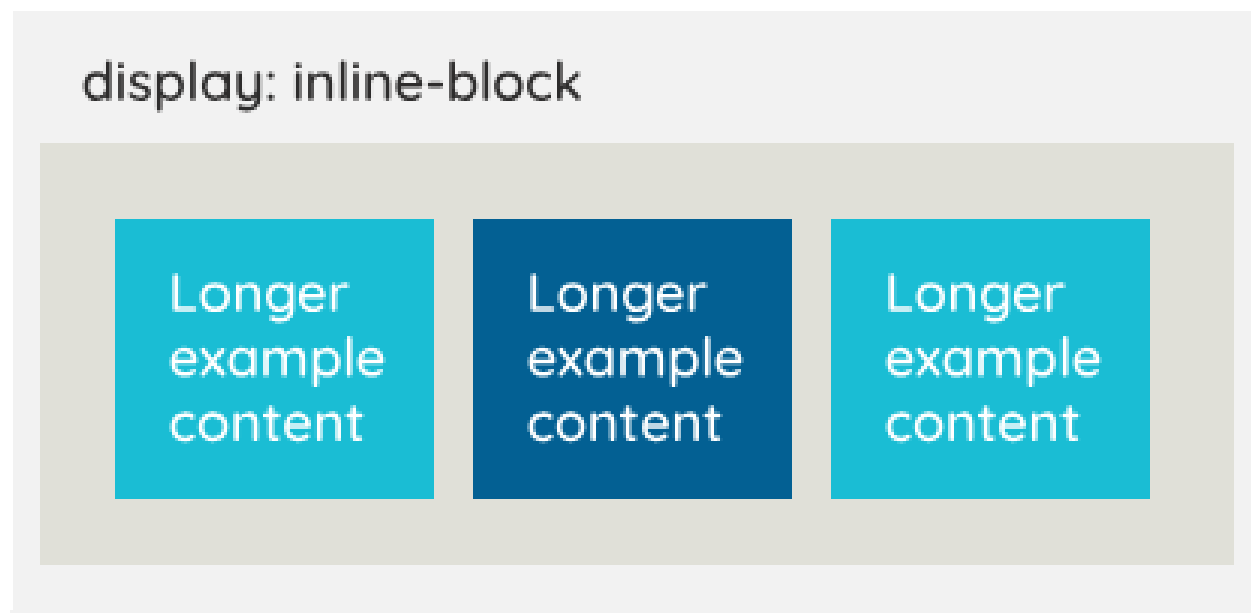 display: inline-block
Longer
example
content
Longer
example
content
Longer
example
content